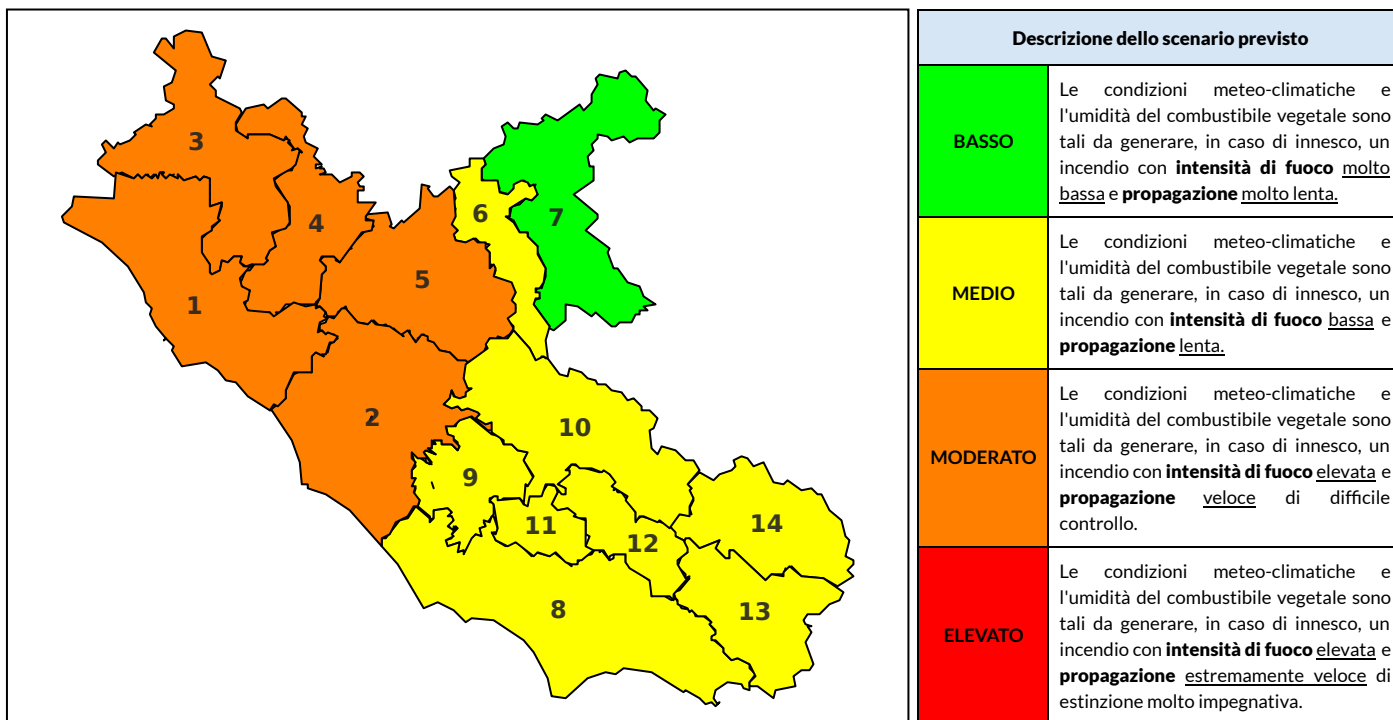 3
4
6
7
5
1
2
10
9
11
12
14
8
13
Descrizione dello scenario previsto
BASSO
Le condizioni meteo-climatiche e
l'umidità del combustibile vegetale sono
tali da generare, in caso di innesco, un
incendio con intensità di fuoco molto
bassa e propagazione molto lenta.
MEDIO
Le condizioni meteo-climatiche e
l'umidità del combustibile vegetale sono
tali da generare, in caso di innesco, un
incendio con intensità di fuoco bassa e
propagazione lenta.
MODERATO
Le condizioni meteo-climatiche e
l'umidità del combustibile vegetale sono
tali da generare, in caso di innesco, un
incendio con intensità di fuoco elevata e
propagazione veloce di difficile
controllo.
ELEVATO
Le condizioni meteo-climatiche e
l'umidità del combustibile vegetale sono
tali da generare, in caso di innesco, un
incendio con intensità di fuoco elevata e
propagazione estremamente veloce di
estinzione molto impegnativa.